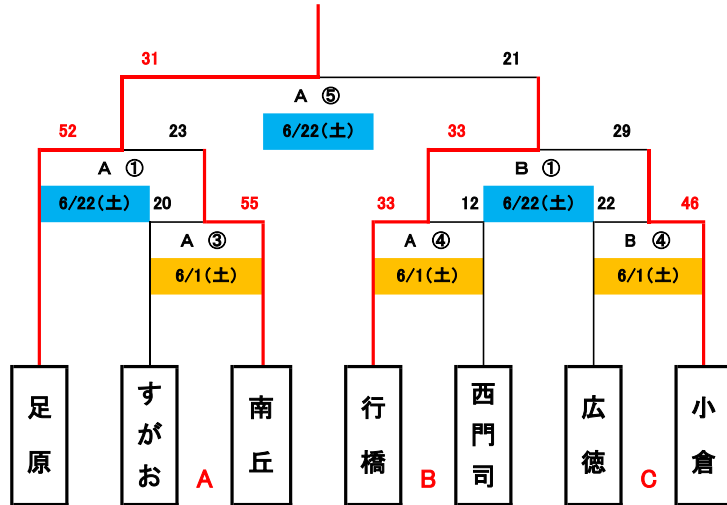 31
21
A ⑤
6/22(土)
52
23
33
29
A ①
B ①
6/22(土)
20
55
33
12
6/22(土)
22
46
A ③
A ④
B ④
6/1(土)
6/1(土)
6/1(土)
足原
すがお
南丘
行橋
西門司
広徳
小倉
A
B
C